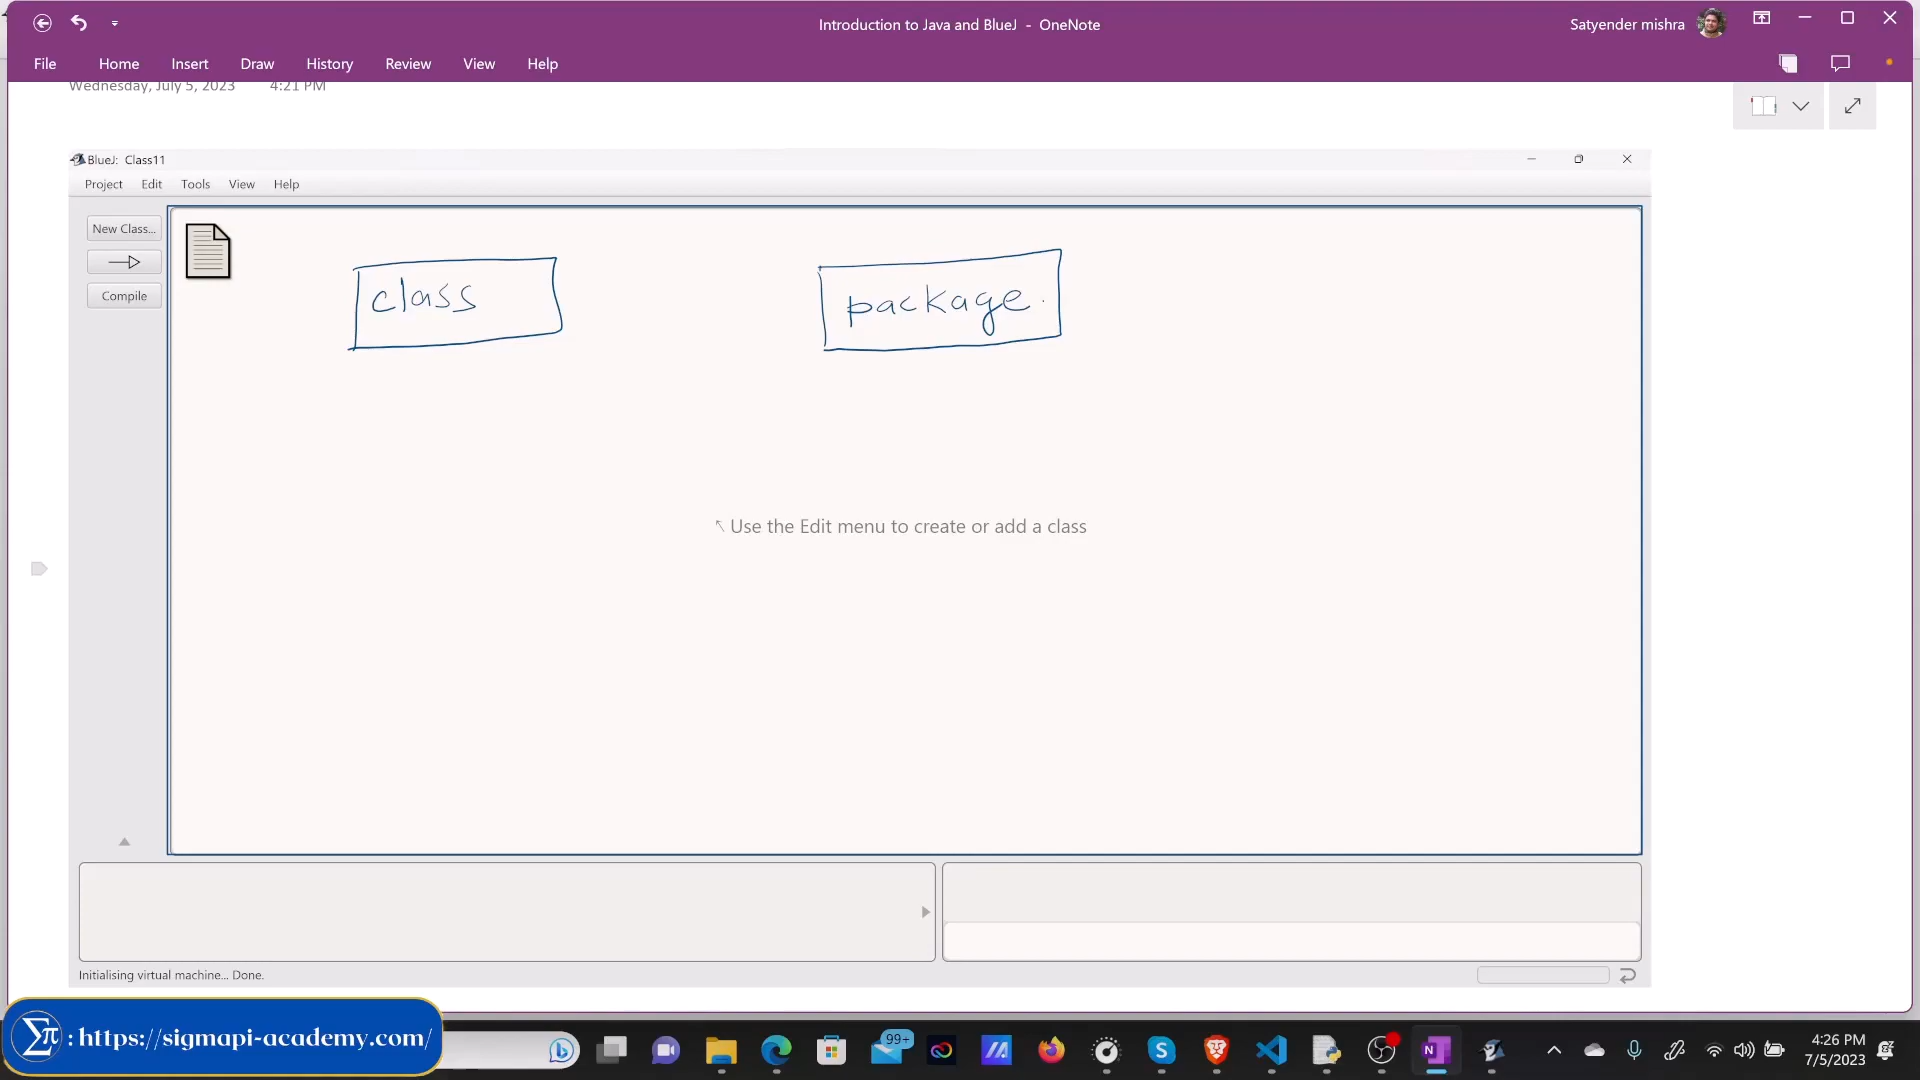 Introduction to Java and BlueJ - OneNote
Satyender mishra
File Home Insert Draw History Review View Help
Wednesday, July 5, 2023 4:21 PM
BlueJ: Class11
Project Edit Tools View Help
New Class...
Compile
class
package.
Use the Edit menu to create or add a class
Initialising virtual machine... Done.
Σπ : https://sigmapi-academy.com/
99+
4:26 PM
7/5/2023